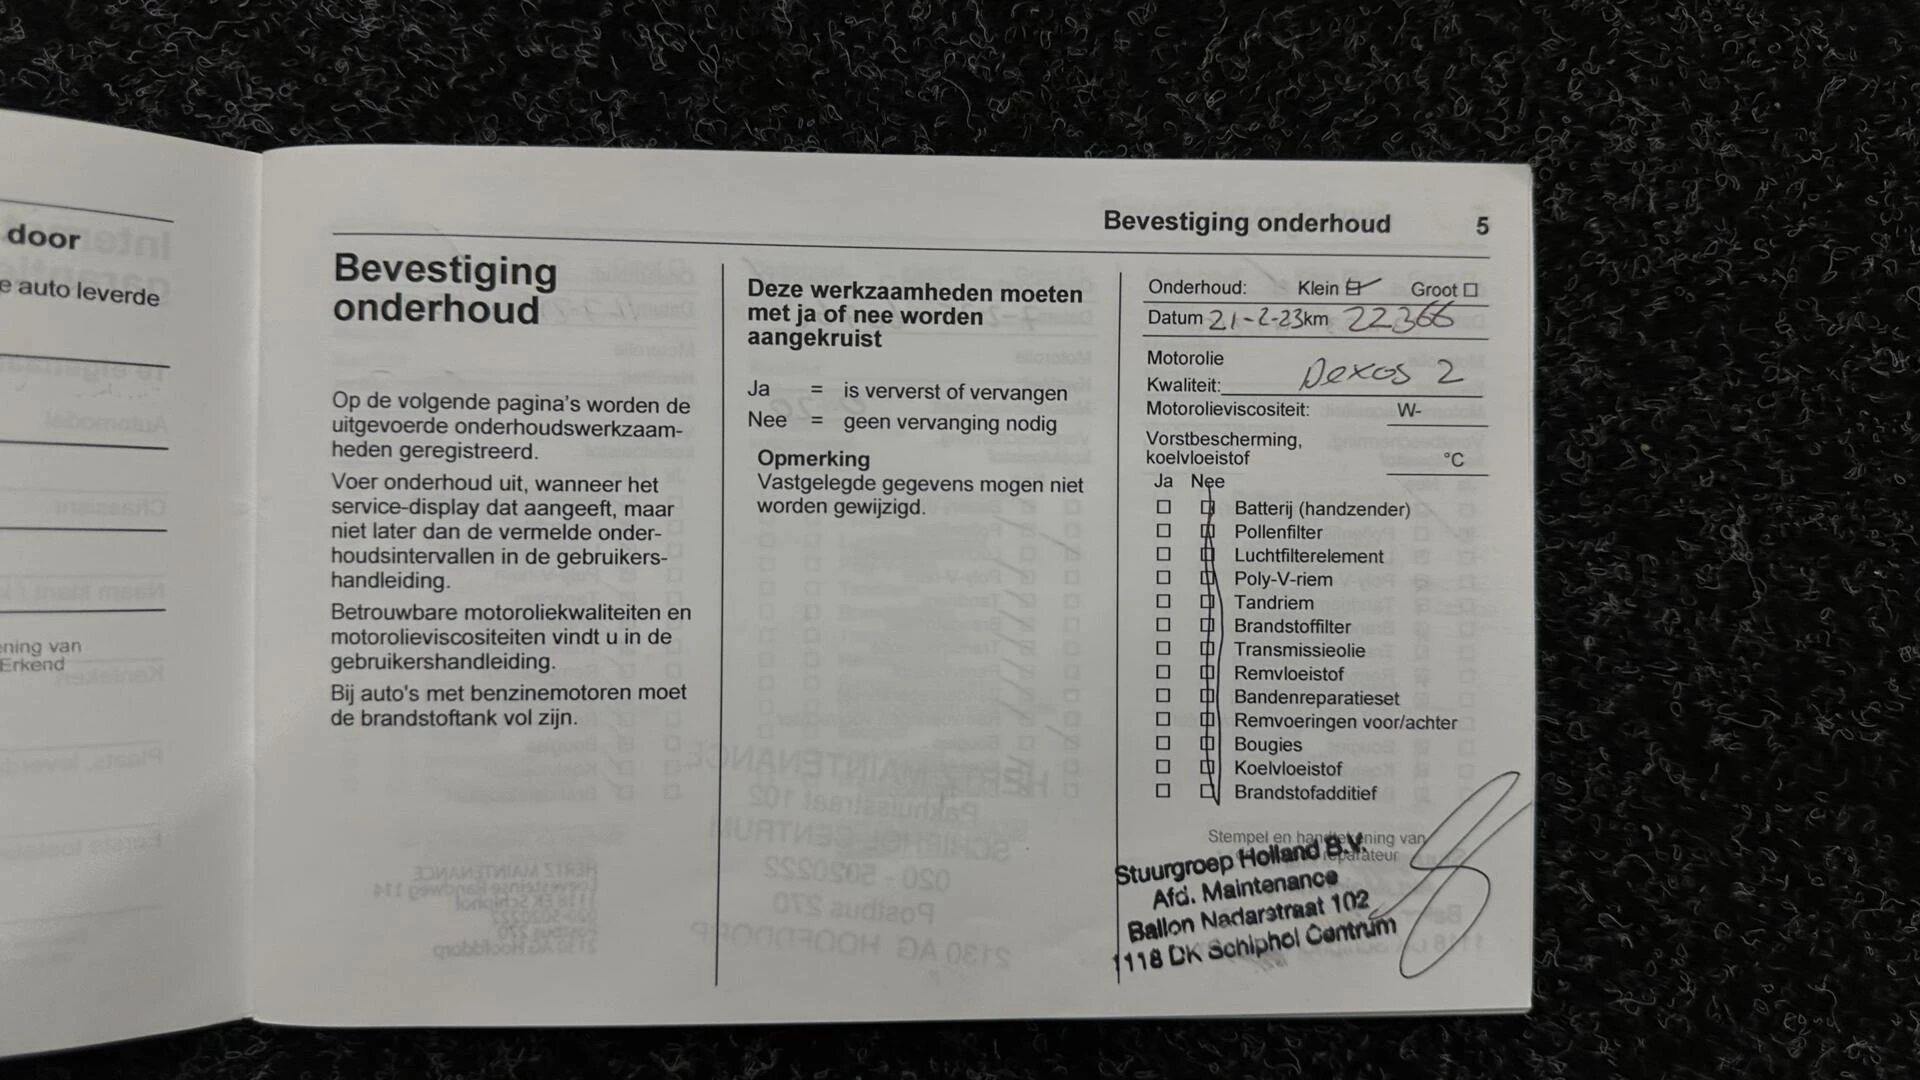 door
e auto leverde
ning van
Erkend
Bevestiging onderhoud 5
Bevestiging
onderhoud
Op de volgende pagina's worden de
uitgevoerde onderhoudswerkzaam-
heden geregistreerd.
Voer onderhoud uit, wanneer het
service-display dat aangeeft, maar
niet later dan de vermelde onder-
houdsintervallen in de gebruikers-
handleiding.
Betrouwbare motoroliekwaliteiten en
motorolieviscositeiten vindt u in de
gebruikershandleiding.
Bij auto's met benzinemotoren moet
de brandstoftank vol zijn.
Deze werkzaamheden moeten
met ja of nee worden
aangekruist
Ja = is ververst of vervangen
Nee = geen vervanging nodig
Opmerking
Vastgelegde gegevens mogen niet
worden gewijzigd.
Onderhoud: Klein Groot
Datum 21-2-23 km 22366
Motorolie
Kwaliteit: Dexos 2
Motorolieviscositeit: W-
Vorstbescherming,
koelvloeistof °C
Ja Nee
Batterij (handzender)
Pollenfilter
Luchtfilterelement
Poly-V-riem
Tandriem
Brandstoffilter
Transmissieolie
Remvloeistof
Bandenreparatieset
Remvoeringen voor/achter
Bougies
Koelvloeistof
Brandstofadditief
Stempel en handtekening van
reparateur
Stuurgroep Holland B.V.
Afd. Maintenance
Ballon Nadarstraat 102
1118 DK Schiphol Centrum